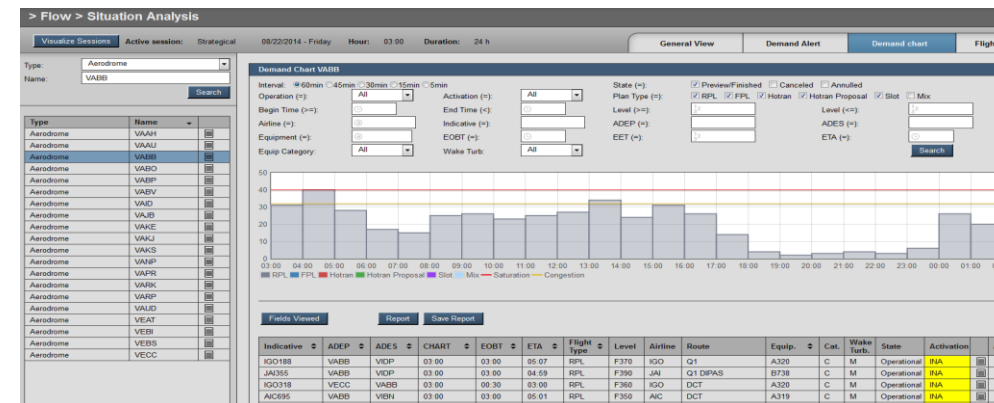 > Flow > Situation Analysis
Visualize Sessions Active session: Strategical 08/22/2014 - Friday Hour: 03:00 Duration: 24 h General View Demand Alert Demand chart Fligh
Type: Aerodrome
Name: VABB
Search
Type Name
Aerodrome VAAH
Aerodrome VAAU
Aerodrome VABB
Aerodrome VABO
Aerodrome VABP
Aerodrome VABV
Aerodrome VAID
Aerodrome VAJB
Aerodrome VAKE
Aerodrome VAKJ
Aerodrome VAKS
Aerodrome VANP
Aerodrome VAPR
Aerodrome VARK
Aerodrome VARP
Aerodrome VAUD
Aerodrome VEAT
Aerodrome VEBI
Aerodrome VEBS
Aerodrome VECC
Demand Chart VABB
Interval: 60min 45min 30min 15min 5min State (=): Preview/Finished Canceled Annulled
Operation (=): All Activation (=): All Plan Type (=): RPL FPL Hotran Hotran Proposal Slot Mix
Begin Time (>=): End Time (<): Level (>=): Level (<=):
Airline (=): Indicative (=): ADEP (=): ADES (=):
Equipment (=): EOBT (=): EET (=): ETA (=):
Equip Category: All Wake Turb: All Search
50
40
30
20
10
0
03:00 04:00 05:00 06:00 07:00 08:00 09:00 10:00 11:00 12:00 13:00 14:00 15:00 16:00 17:00 18:00 19:00 20:00 21:00 22:00 23:00 00:00 01:00
RPL FPL Hotran Hotran Proposal Slot Mix Saturation Congestion
Fields Viewed Report Save Report
Indicative ADEP ADES CHART EOBT ETA Flight Type Level Airline Route Equip. Cat. Wake Turb. State Activation
IGO188 VABB VIDP 03:00 03:00 05:07 RPL F370 IGO Q1 A320 C M Operational INA
JAI355 VABB VIDP 03:00 03:00 04:59 RPL F390 JAI Q1 DIPAS B738 C M Operational INA
IGO318 VECC VABB 03:00 00:30 03:00 RPL F360 IGO DCT A320 C M Operational INA
AIC695 VABB VIBN 03:00 03:00 05:01 RPL F350 AIC DCT A319 C M Operational INA